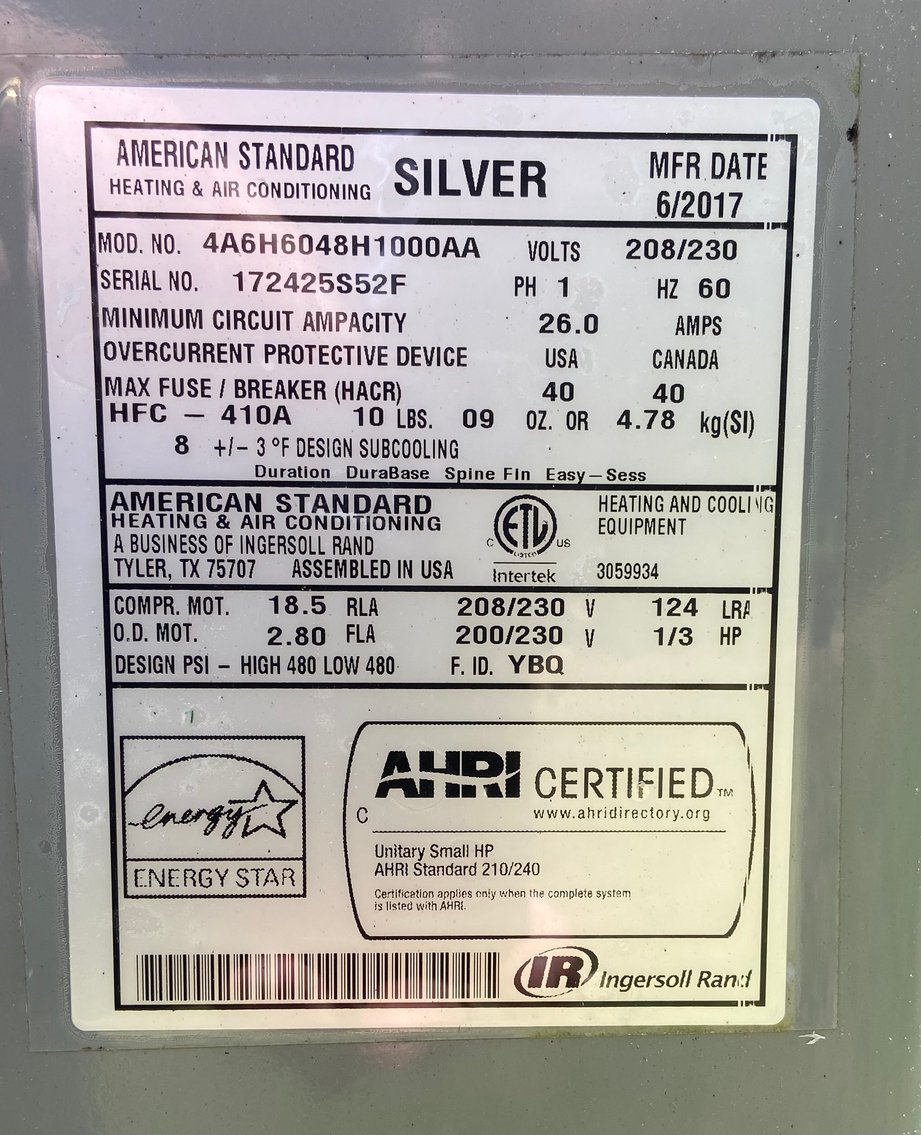 AMERICAN STANDARD
HEATING & AIR CONDITIONING
SILVER
MFR DATE
6/2017
MOD. NO. 4A6H6048H1000AA VOLTS 208/230
SERIAL NO. 172425S52F PH 1 HZ 60
MINIMUM CIRCUIT AMPACITY 26.0 AMPS
OVERCURRENT PROTECTIVE DEVICE USA CANADA
MAX FUSE / BREAKER (HACR) 40 40
HFC – 410A 10 LBS. 09 OZ. OR 4.78 kg(SI)
8 +/– 3 °F DESIGN SUBCOOLING
Duration DuraBase Spine Fin Easy–Sess
AMERICAN STANDARD
HEATING & AIR CONDITIONING
A BUSINESS OF INGERSOLL RAND
TYLER, TX 75707 ASSEMBLED IN USA
ETL
C US
LISTED
Intertek
HEATING AND COOLING
EQUIPMENT
3059934
COMPR. MOT. 18.5 RLA 208/230 V 124 LRA
O.D. MOT. 2.80 FLA 200/230 V 1/3 HP
DESIGN PSI – HIGH 480 LOW 480 F. ID. YBQ
energy
ENERGY STAR
AHRI CERTIFIED™
C
www.ahridirectory.org
Unitary Small HP
AHRI Standard 210/240
Certification applies only when the complete system
is listed with AHRI.
IR Ingersoll Rand